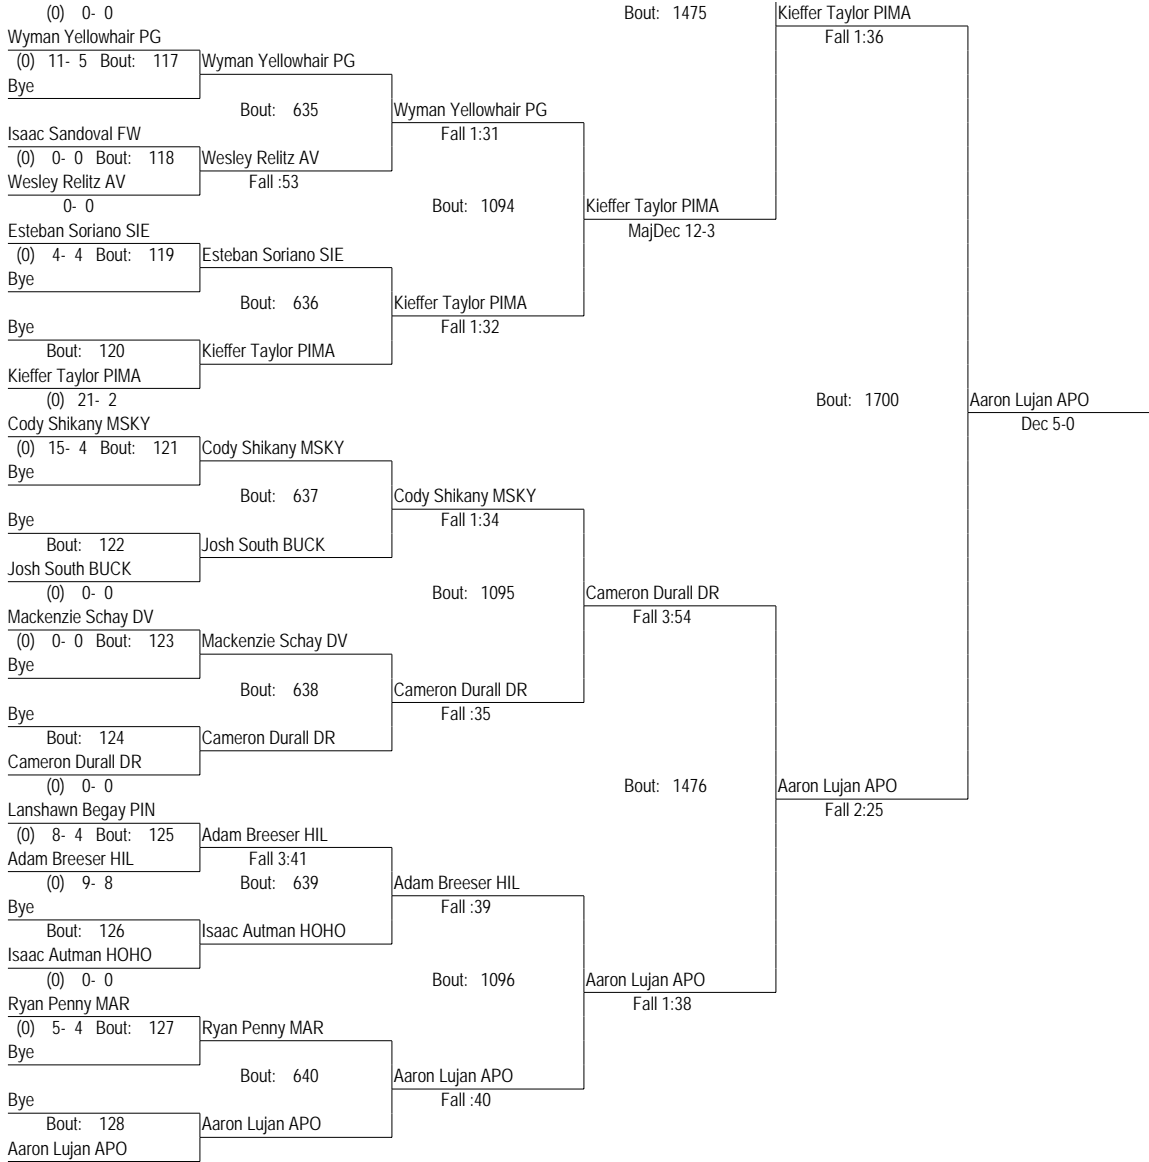 (0) 0- 0 Bout: 1475 Kieffer Taylor PIMA
Wyman Yellowhair PG Fall 1:36
(0) 11- 5 Bout: 117 Wyman Yellowhair PG
Bye
Bout: 635 Wyman Yellowhair PG
Isaac Sandoval FW Fall 1:31
(0) 0- 0 Bout: 118 Wesley Relitz AV
Wesley Relitz AV Fall :53
0- 0 Bout: 1094 Kieffer Taylor PIMA
Esteban Soriano SIE MajDec 12-3
(0) 4- 4 Bout: 119 Esteban Soriano SIE
Bye
Bout: 636 Kieffer Taylor PIMA
Bye Fall 1:32
Bout: 120 Kieffer Taylor PIMA
Kieffer Taylor PIMA
(0) 21- 2 Bout: 1700 Aaron Lujan APO
Cody Shikany MSKY Dec 5-0
(0) 15- 4 Bout: 121 Cody Shikany MSKY
Bye
Bout: 637 Cody Shikany MSKY
Bye Fall 1:34
Bout: 122 Josh South BUCK
Josh South BUCK
(0) 0- 0 Bout: 1095 Cameron Durall DR
Mackenzie Schay DV Fall 3:54
(0) 0- 0 Bout: 123 Mackenzie Schay DV
Bye
Bout: 638 Cameron Durall DR
Bye Fall :35
Bout: 124 Cameron Durall DR
Cameron Durall DR
(0) 0- 0 Bout: 1476 Aaron Lujan APO
Lanshawn Begay PIN Fall 2:25
(0) 8- 4 Bout: 125 Adam Breeser HIL
Adam Breeser HIL Fall 3:41
(0) 9- 8 Bout: 639 Adam Breeser HIL
Bye Fall :39
Bout: 126 Isaac Autman HOHO
Isaac Autman HOHO
(0) 0- 0 Bout: 1096 Aaron Lujan APO
Ryan Penny MAR Fall 1:38
(0) 5- 4 Bout: 127 Ryan Penny MAR
Bye
Bout: 640 Aaron Lujan APO
Bye Fall :40
Bout: 128 Aaron Lujan APO
Aaron Lujan APO